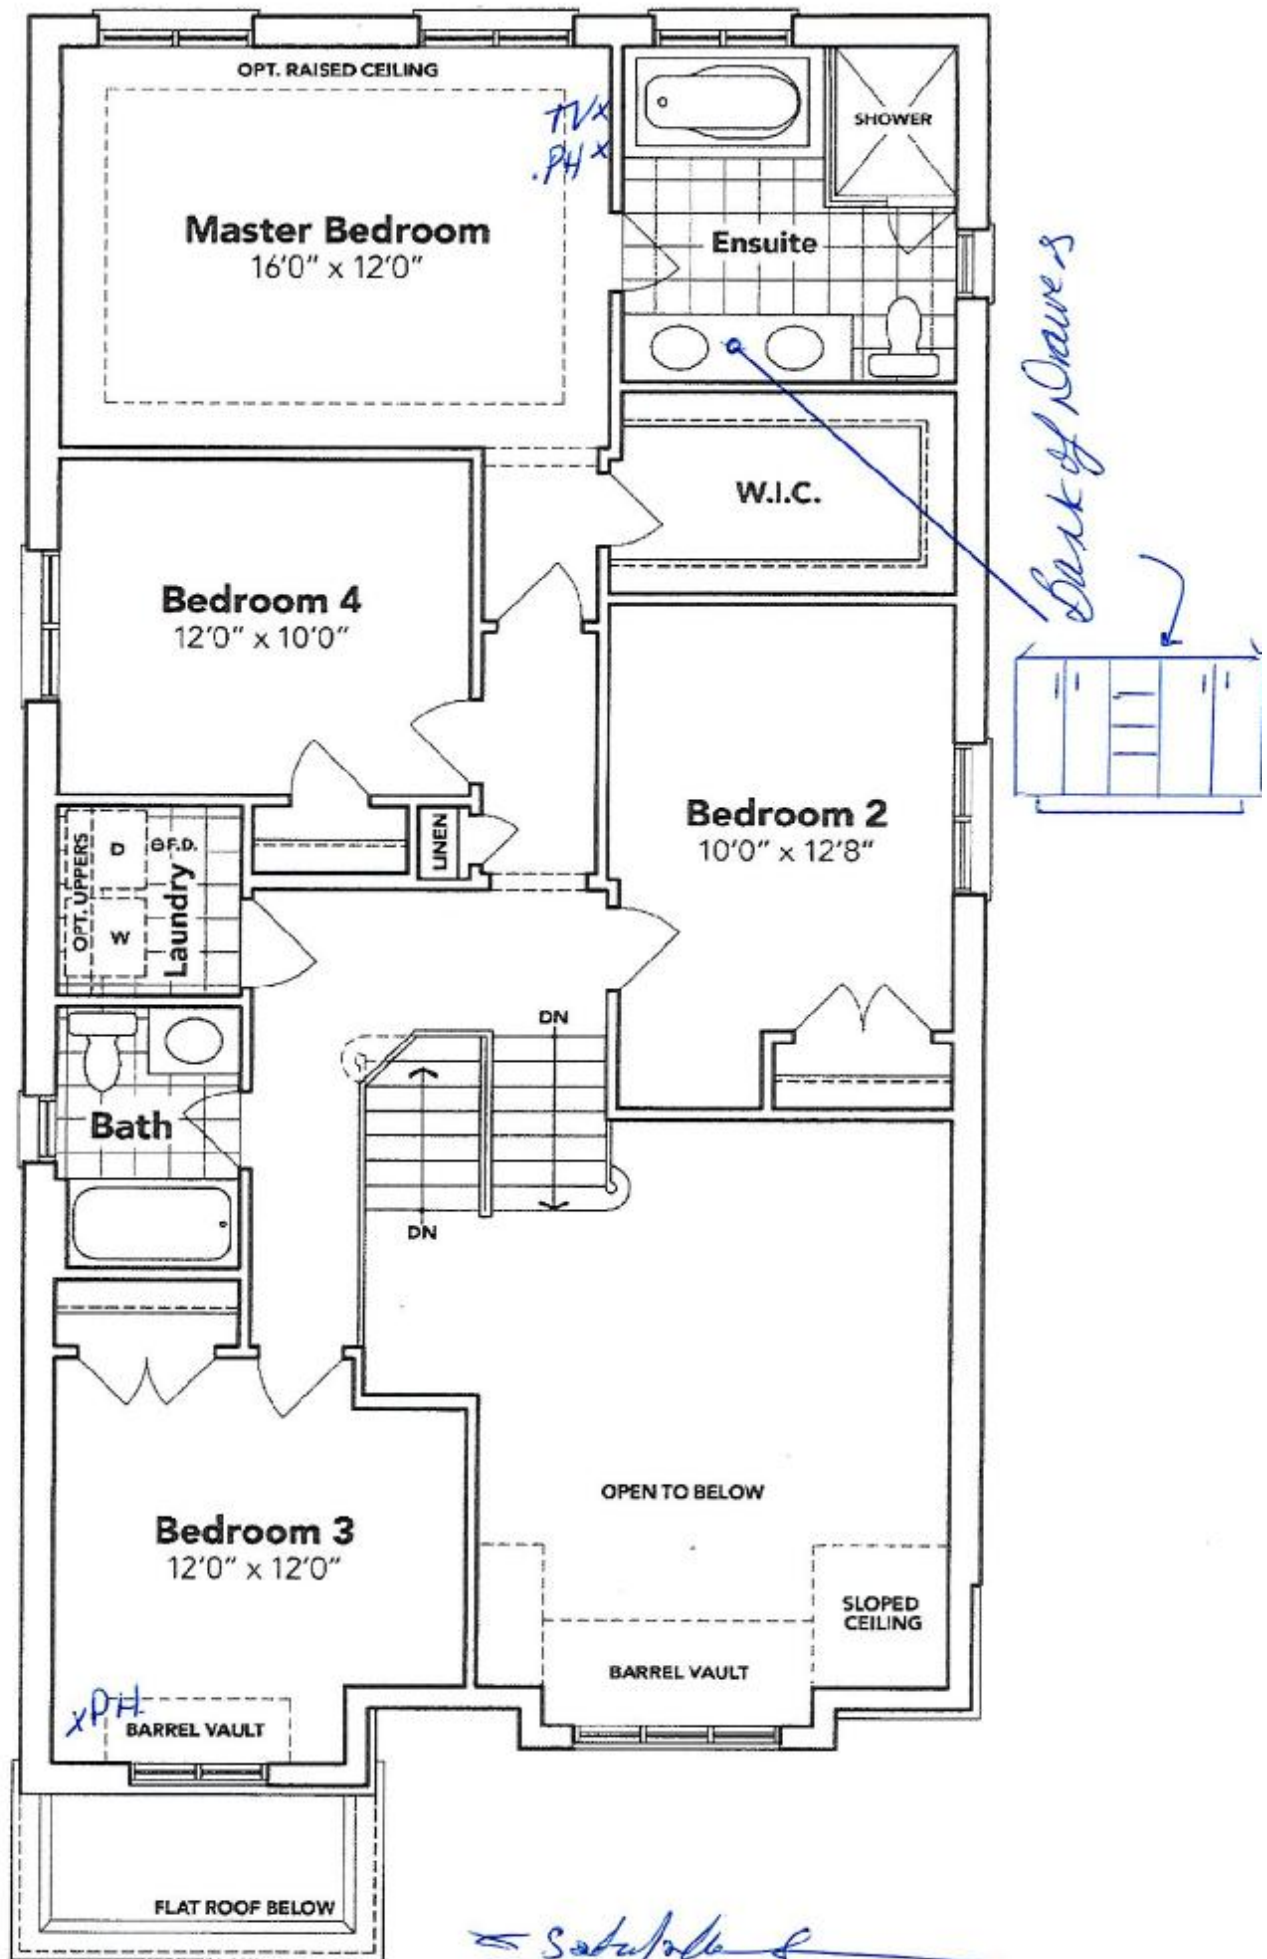 OPT. RAISED CEILING
TV x
.PH x
SHOWER
Master Bedroom
16'0" x 12'0"
Ensuite
Bank of Drawers
W.I.C.
Bedroom 4
12'0" x 10'0"
Bedroom 2
10'0" x 12'8"
OPT. UPPERS
D
F.D.
W
Laundry
LINEN
DN
DN
Bath
OPEN TO BELOW
Bedroom 3
12'0" x 12'0"
SLOPED
CEILING
BARREL VAULT
xPH
BARREL VAULT
FLAT ROOF BELOW